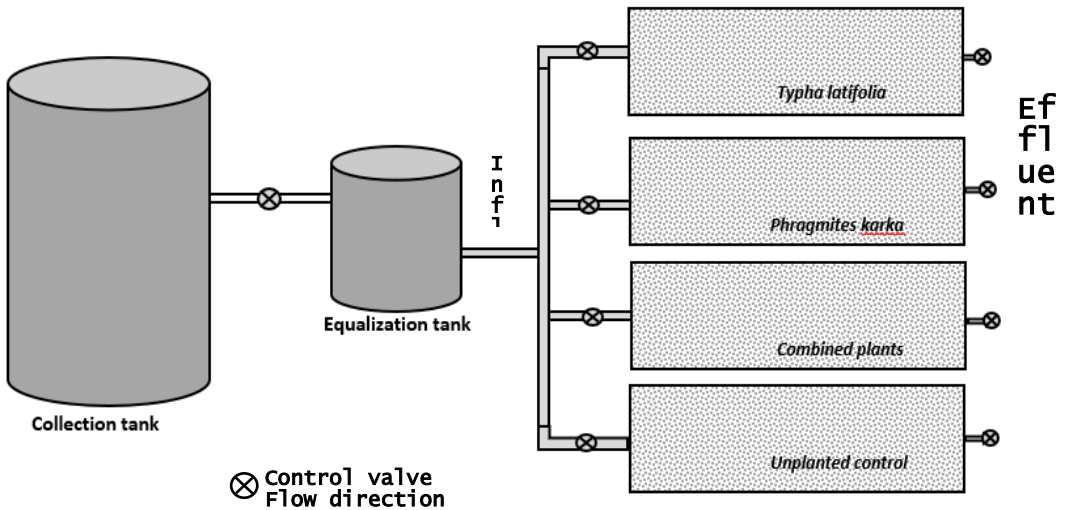 Typha latifolia
Ef
fl
ue
nt
I
n
f
Phragmites karka
Equalization tank
Combined plants
Collection tank
Unplanted control
Control valve
Flow direction